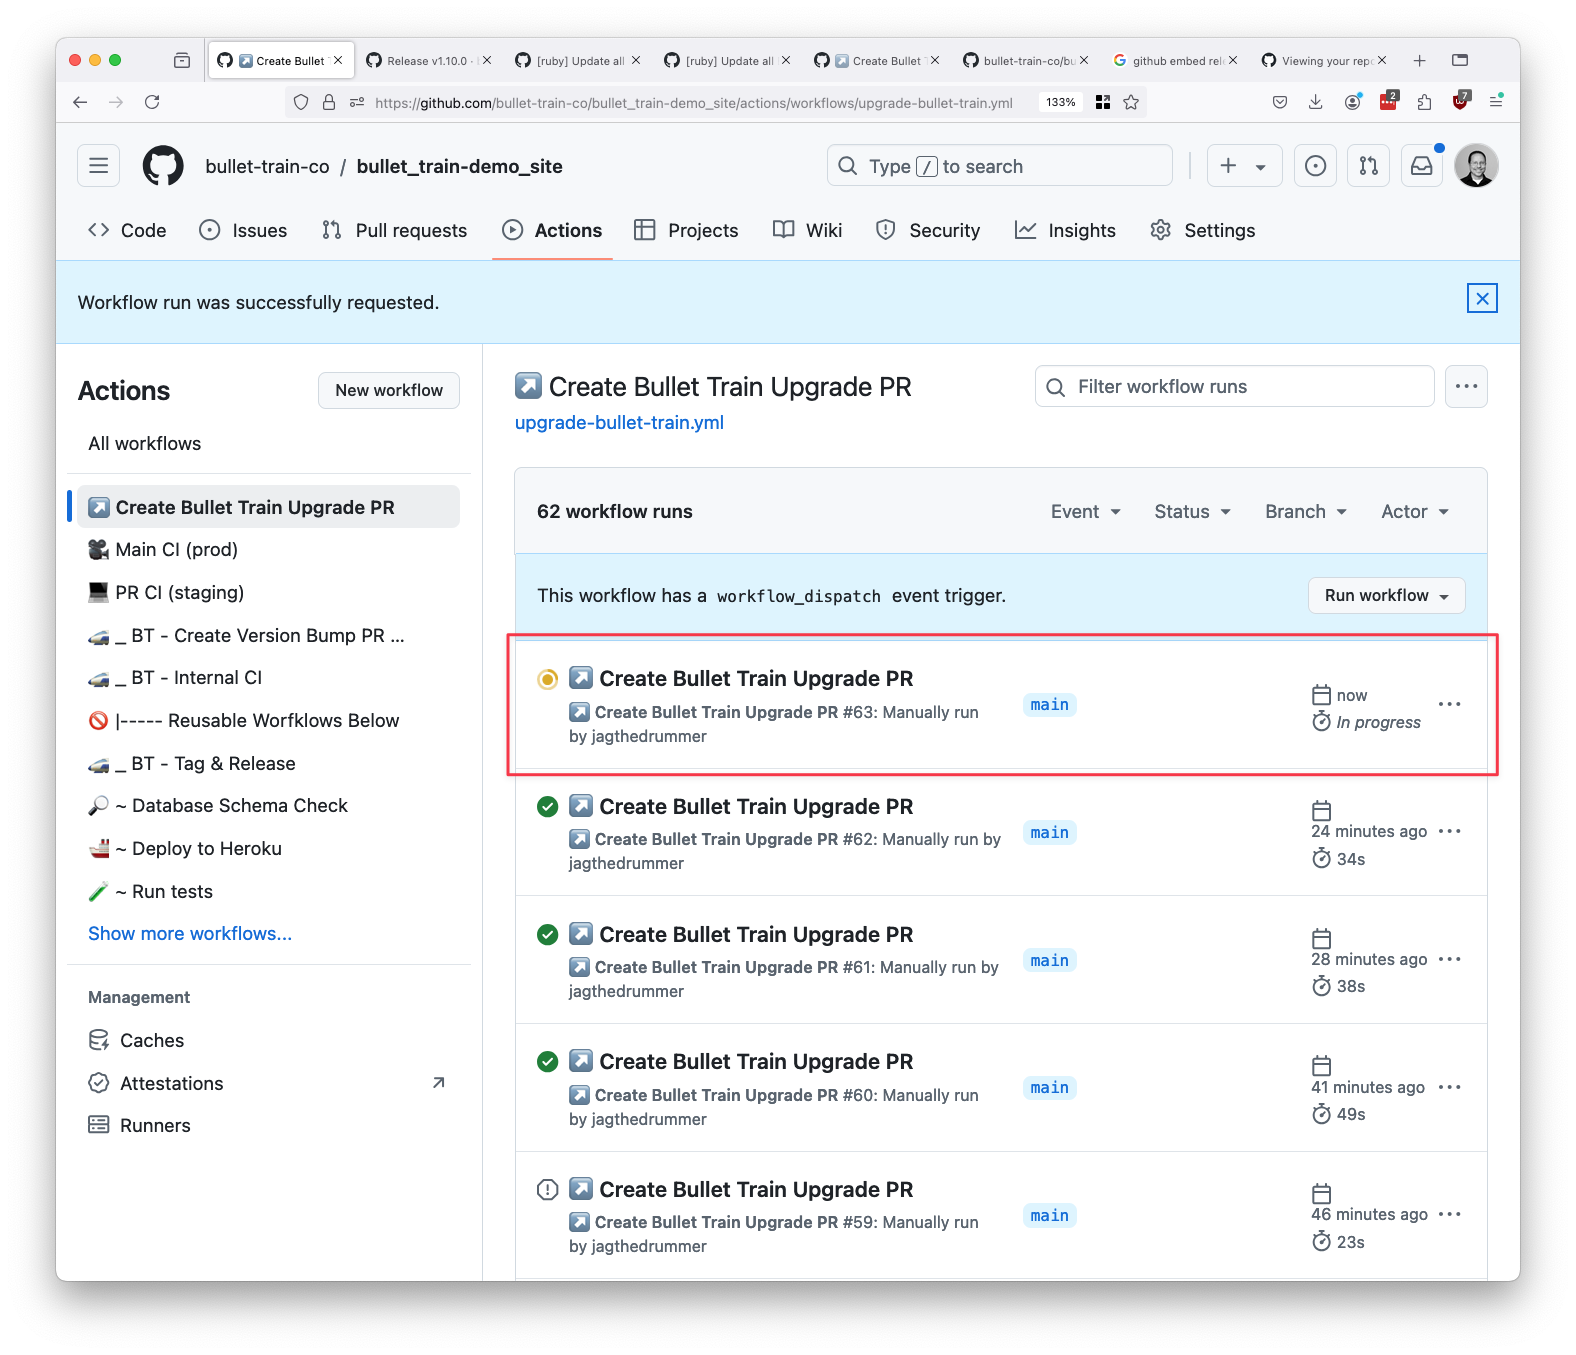 Create Bullet
Release v1.10.0 ·
[ruby] Update all
[ruby] Update all
Create Bullet T
bullet-train-co/bu
github embed rel
Viewing your repo
https://github.com/bullet-train-co/bullet_train-demo_site/actions/workflows/upgrade-bullet-train.yml
133%
2
7
bullet-train-co / bullet_train-demo_site
Type / to search
Code
Issues
Pull requests
Actions
Projects
Wiki
Security
Insights
Settings
Workflow run was successfully requested.
Actions
New workflow
All workflows
Create Bullet Train Upgrade PR
Main CI (prod)
PR CI (staging)
_ BT - Create Version Bump PR ...
_ BT - Internal CI
|----- Reusable Worfklows Below
_ BT - Tag & Release
~ Database Schema Check
~ Deploy to Heroku
~ Run tests
Show more workflows...
Management
Caches
Attestations
Runners
Create Bullet Train Upgrade PR
upgrade-bullet-train.yml
Filter workflow runs
62 workflow runs
Event
Status
Branch
Actor
This workflow has a workflow_dispatch event trigger.
Run workflow
Create Bullet Train Upgrade PR
Create Bullet Train Upgrade PR #63: Manually run
by jagthedrummer
main
now
In progress
Create Bullet Train Upgrade PR
Create Bullet Train Upgrade PR #62: Manually run by
jagthedrummer
main
24 minutes ago
34s
Create Bullet Train Upgrade PR
Create Bullet Train Upgrade PR #61: Manually run by
jagthedrummer
main
28 minutes ago
38s
Create Bullet Train Upgrade PR
Create Bullet Train Upgrade PR #60: Manually run
by jagthedrummer
main
41 minutes ago
49s
Create Bullet Train Upgrade PR
Create Bullet Train Upgrade PR #59: Manually run
by jagthedrummer
main
46 minutes ago
23s